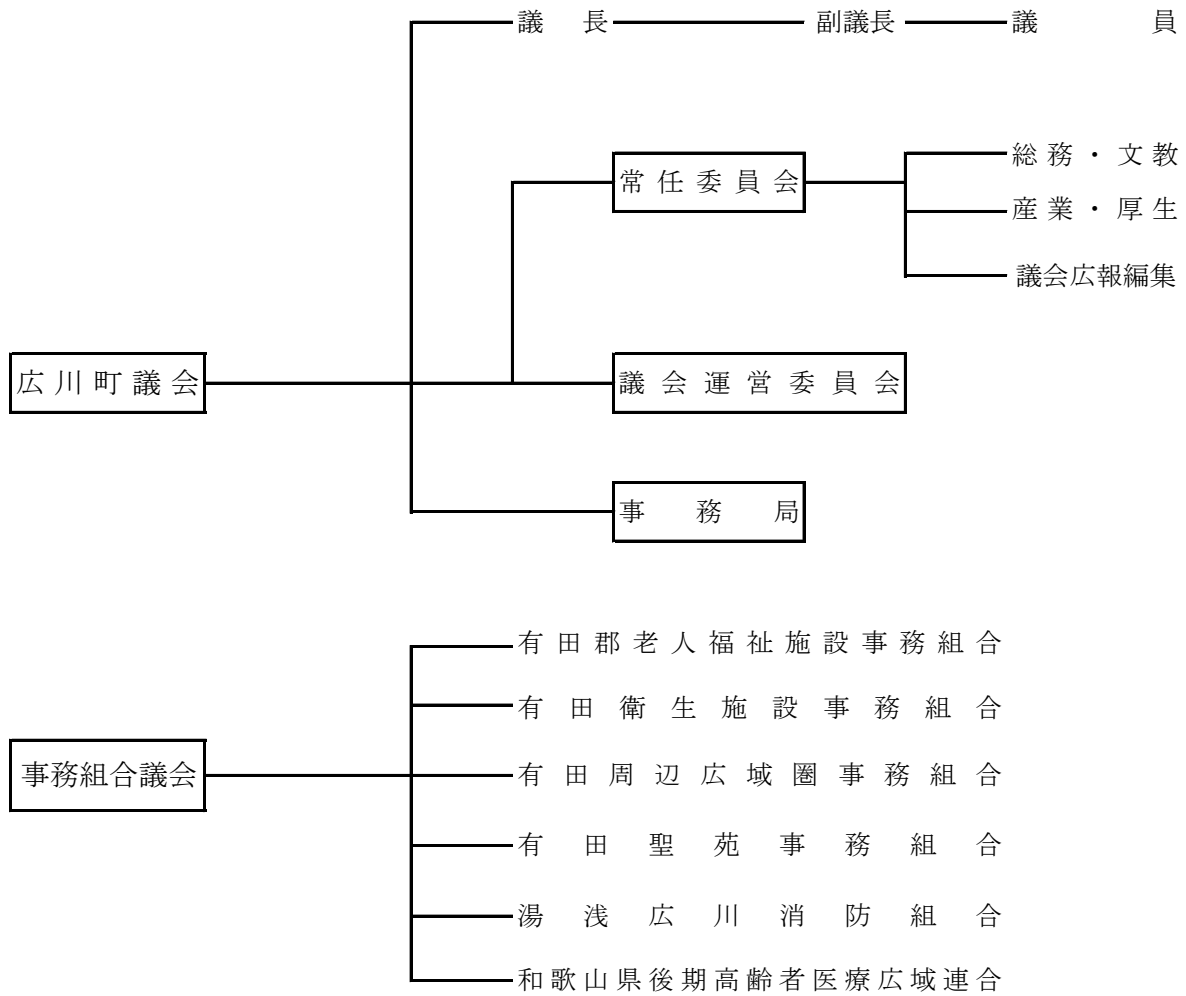 議長 副議長 議員
常任委員会
総務・文教
産業・厚生
議会広報編集
広川町議会
議会運営委員会
事務局
事務組合議会
有田郡老人福祉施設事務組合
有田衛生施設事務組合
有田周辺広域圏事務組合
有田聖苑事務組合
湯浅広川消防組合
和歌山県後期高齢者医療広域連合